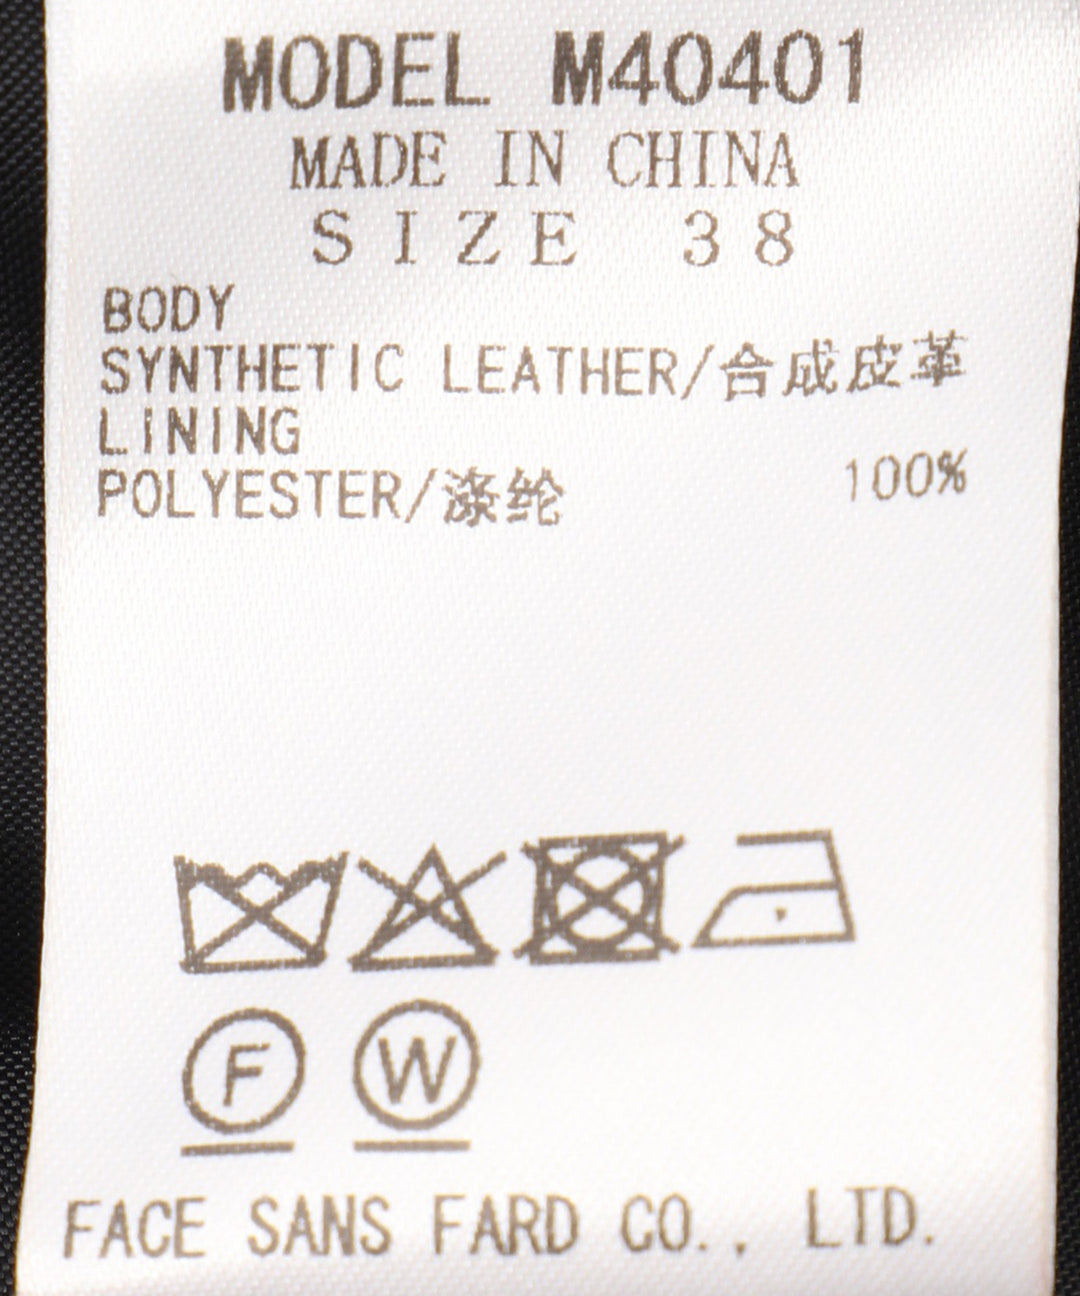 MODEL M40401
MADE IN CHINA
SIZE 38
BODY
SYNTHETIC LEATHER/合成皮革
LINING
POLYESTER/涤纶 100%
F W
FACE SANS FARD CO., LTD.